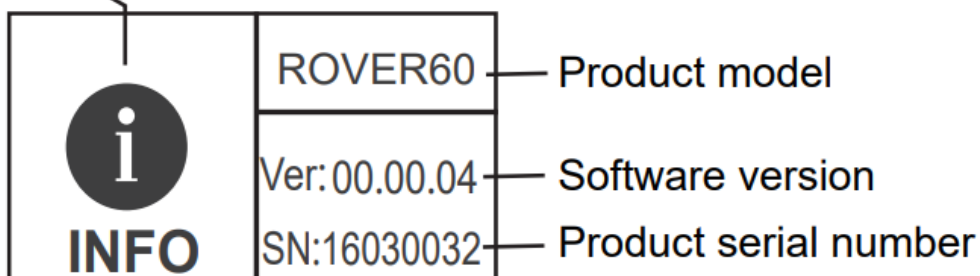 ROVER60
Product model
i
Ver:00.00.04
Software version
INFO
SN:16030032
Product serial number